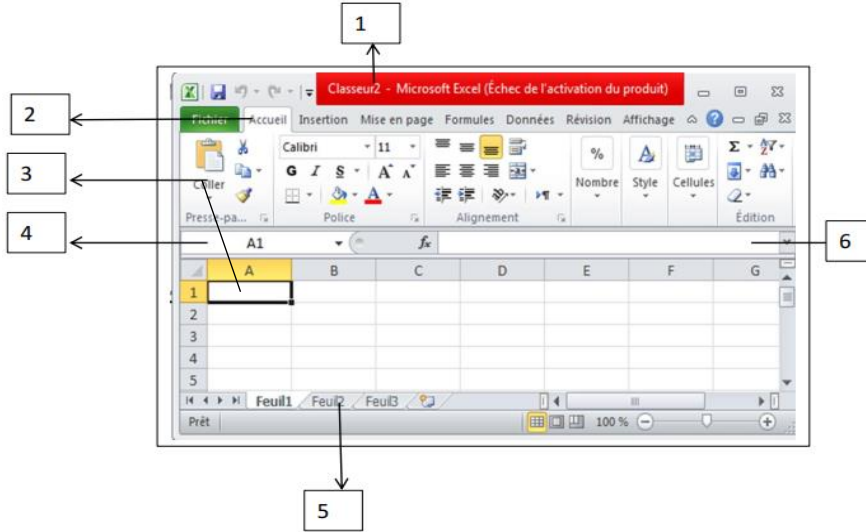 1
Classeur2 - Microsoft Excel (Échec de l'activation du produit)
2
Fichier Accueil Insertion Mise en page Formules Données Révision Affichage
3
Calibri 11
G I S A A
Σ
%
A
Coller
Nombre Style Cellules
Presse-pa... Police Alignement Édition
4
A1 fx
6
A B C D E F G
1
2
3
4
5
Feuil1 Feuil2 Feuil3
Prêt 100 %
5